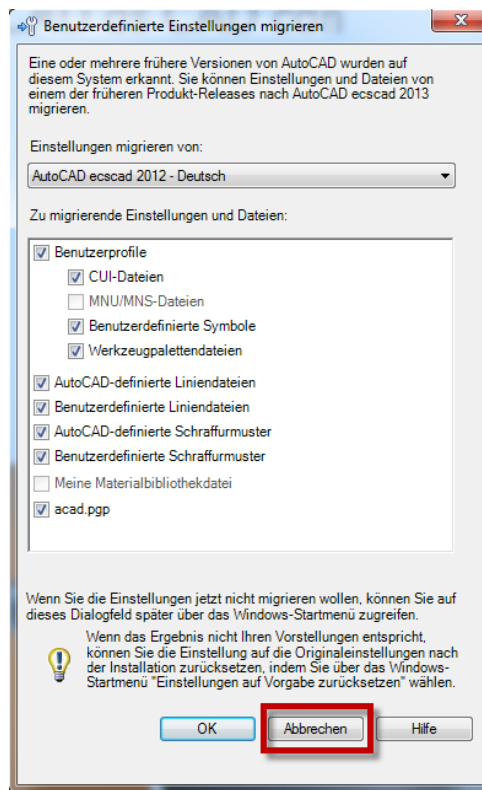 Benutzerdefinierte Einstellungen migrieren
Eine oder mehrere frühere Versionen von AutoCAD wurden auf
diesem System erkannt. Sie können Einstellungen und Dateien von
einem der früheren Produkt-Releases nach AutoCAD ecscad 2013
migrieren.
Einstellungen migrieren von:
AutoCAD ecscad 2012 - Deutsch
Zu migrierende Einstellungen und Dateien:
Benutzerprofile
CUI-Dateien
MNU/MNS-Dateien
Benutzerdefinierte Symbole
Werkzeugpalettendateien
AutoCAD-definierte Liniendateien
Benutzerdefinierte Liniendateien
AutoCAD-definierte Schraffurmuster
Benutzerdefinierte Schraffurmuster
Meine Materialbibliothekdatei
acad.pgp
Wenn Sie die Einstellungen jetzt nicht migrieren wollen, können Sie auf
dieses Dialogfeld später über das Windows-Startmenü zugreifen.
Wenn das Ergebnis nicht Ihren Vorstellungen entspricht,
können Sie die Einstellung auf die Originaleinstellungen nach
der Installation zurücksetzen, indem Sie über das Windows-
Startmenü "Einstellungen auf Vorgabe zurücksetzen" wählen.
OK Abbrechen Hilfe